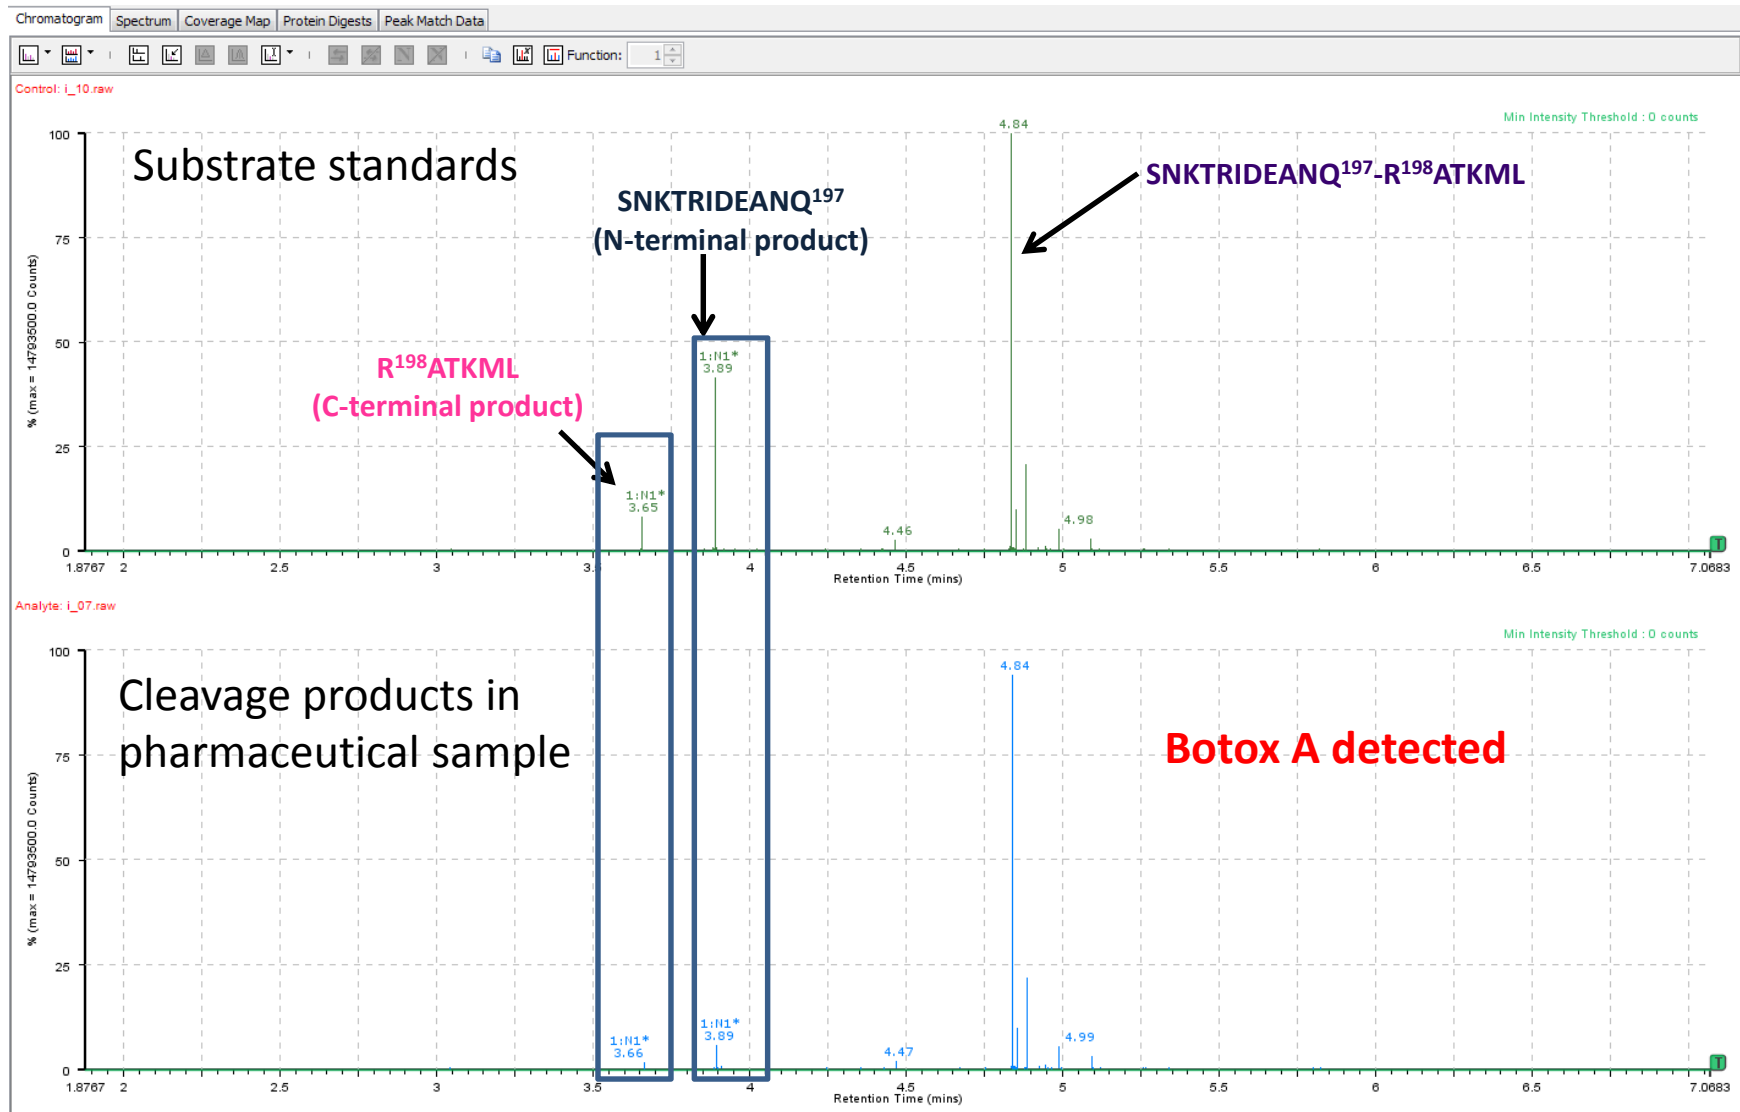 Chromatogram Spectrum Coverage Map Protein Digests Peak Match Data
Function: 1
Control: i_10.raw
Min Intensity Threshold : 0 counts
Substrate standards
SNKTRIDEANQ¹⁹⁷
(N-terminal product)
SNKTRIDEANQ¹⁹⁷-R¹⁹⁸ATKML
R¹⁹⁸ATKML
(C-terminal product)
% (max = 14793500.0 Counts)
100
75
50
25
0
4.84
1:N1*
3.89
1:N1*
3.65
4.46
4.98
T
1.8767 2 2.5 3 3.5 4 4.5 5 5.5 6 6.5 7.0683
Retention Time (mins)
Analyte: i_07.raw
Min Intensity Threshold : 0 counts
Cleavage products in
pharmaceutical sample
Botox A detected
% (max = 14793500.0 Counts)
100
75
50
25
0
4.84
1:N1*
3.89
1:N1*
3.66
4.47
4.99
T
1.8767 2 2.5 3 3.5 4 4.5 5 5.5 6 6.5 7.0683
Retention Time (mins)